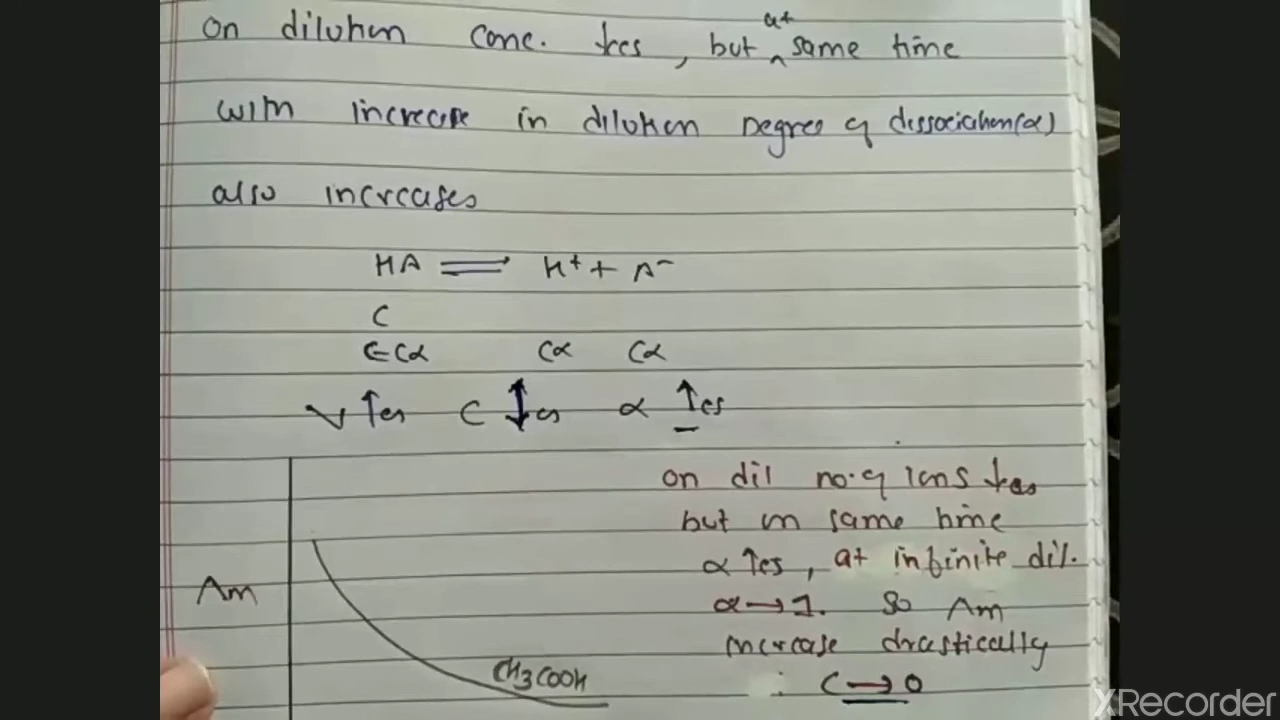 at
on dilution conc. ↓ces, but ^ same time
with increase in dilution Degree of dissociation(α)
also increases
HA ⇌ H⁺ + A⁻
C
C-Cα Cα Cα
V ↑es C ↓es α ↑es
on dil no. of ions ↓es
but in same time
α ↑es, at infinite dil.
Λm α → 1. So Λm
increase drastically
CH3COOH : C → 0
XRecorder